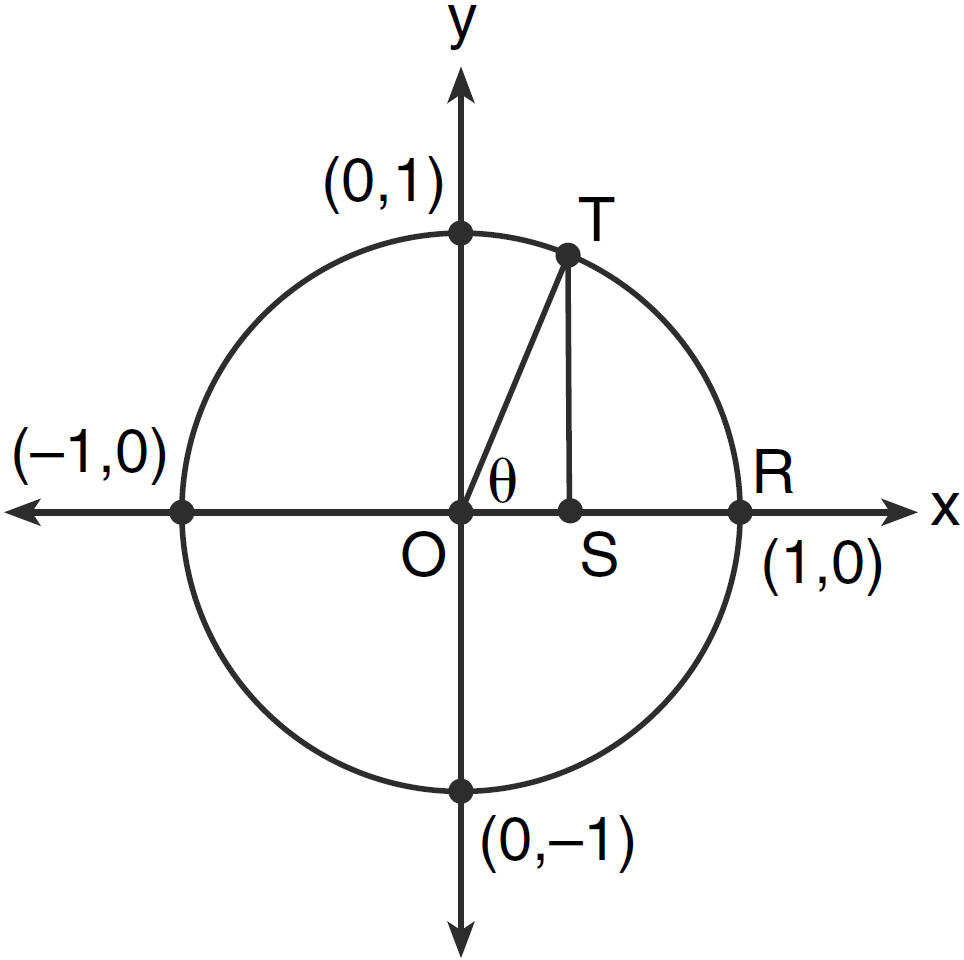 y
(0,1)
T
(–1,0)
θ
R
x
O
S
(1,0)
(0,–1)